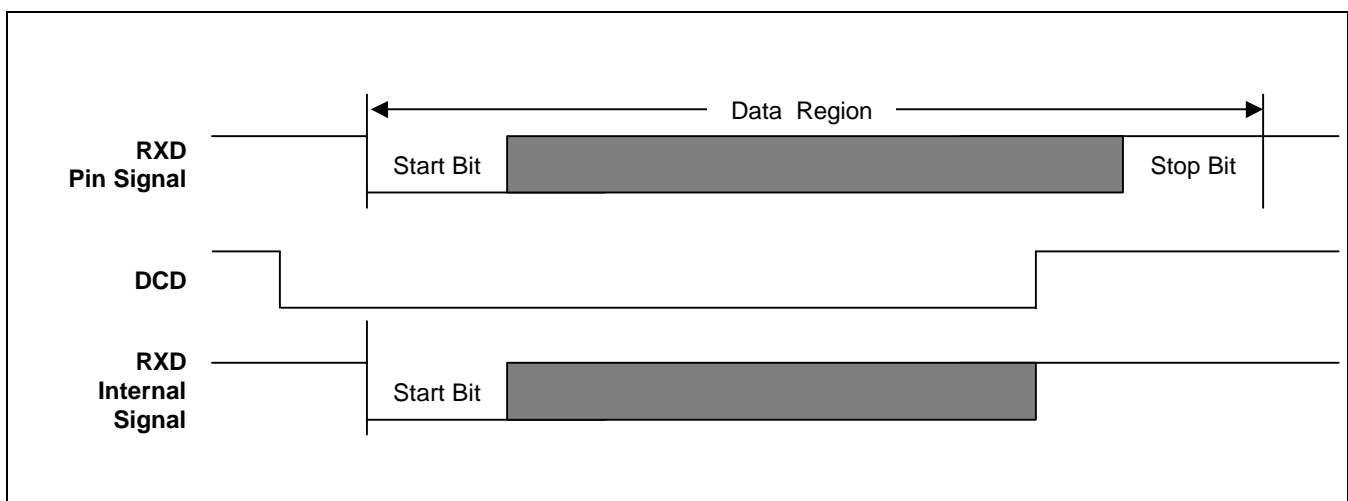 Data Region
RXD
Pin Signal
Start Bit
Stop Bit
DCD
RXD
Internal
Signal
Start Bit